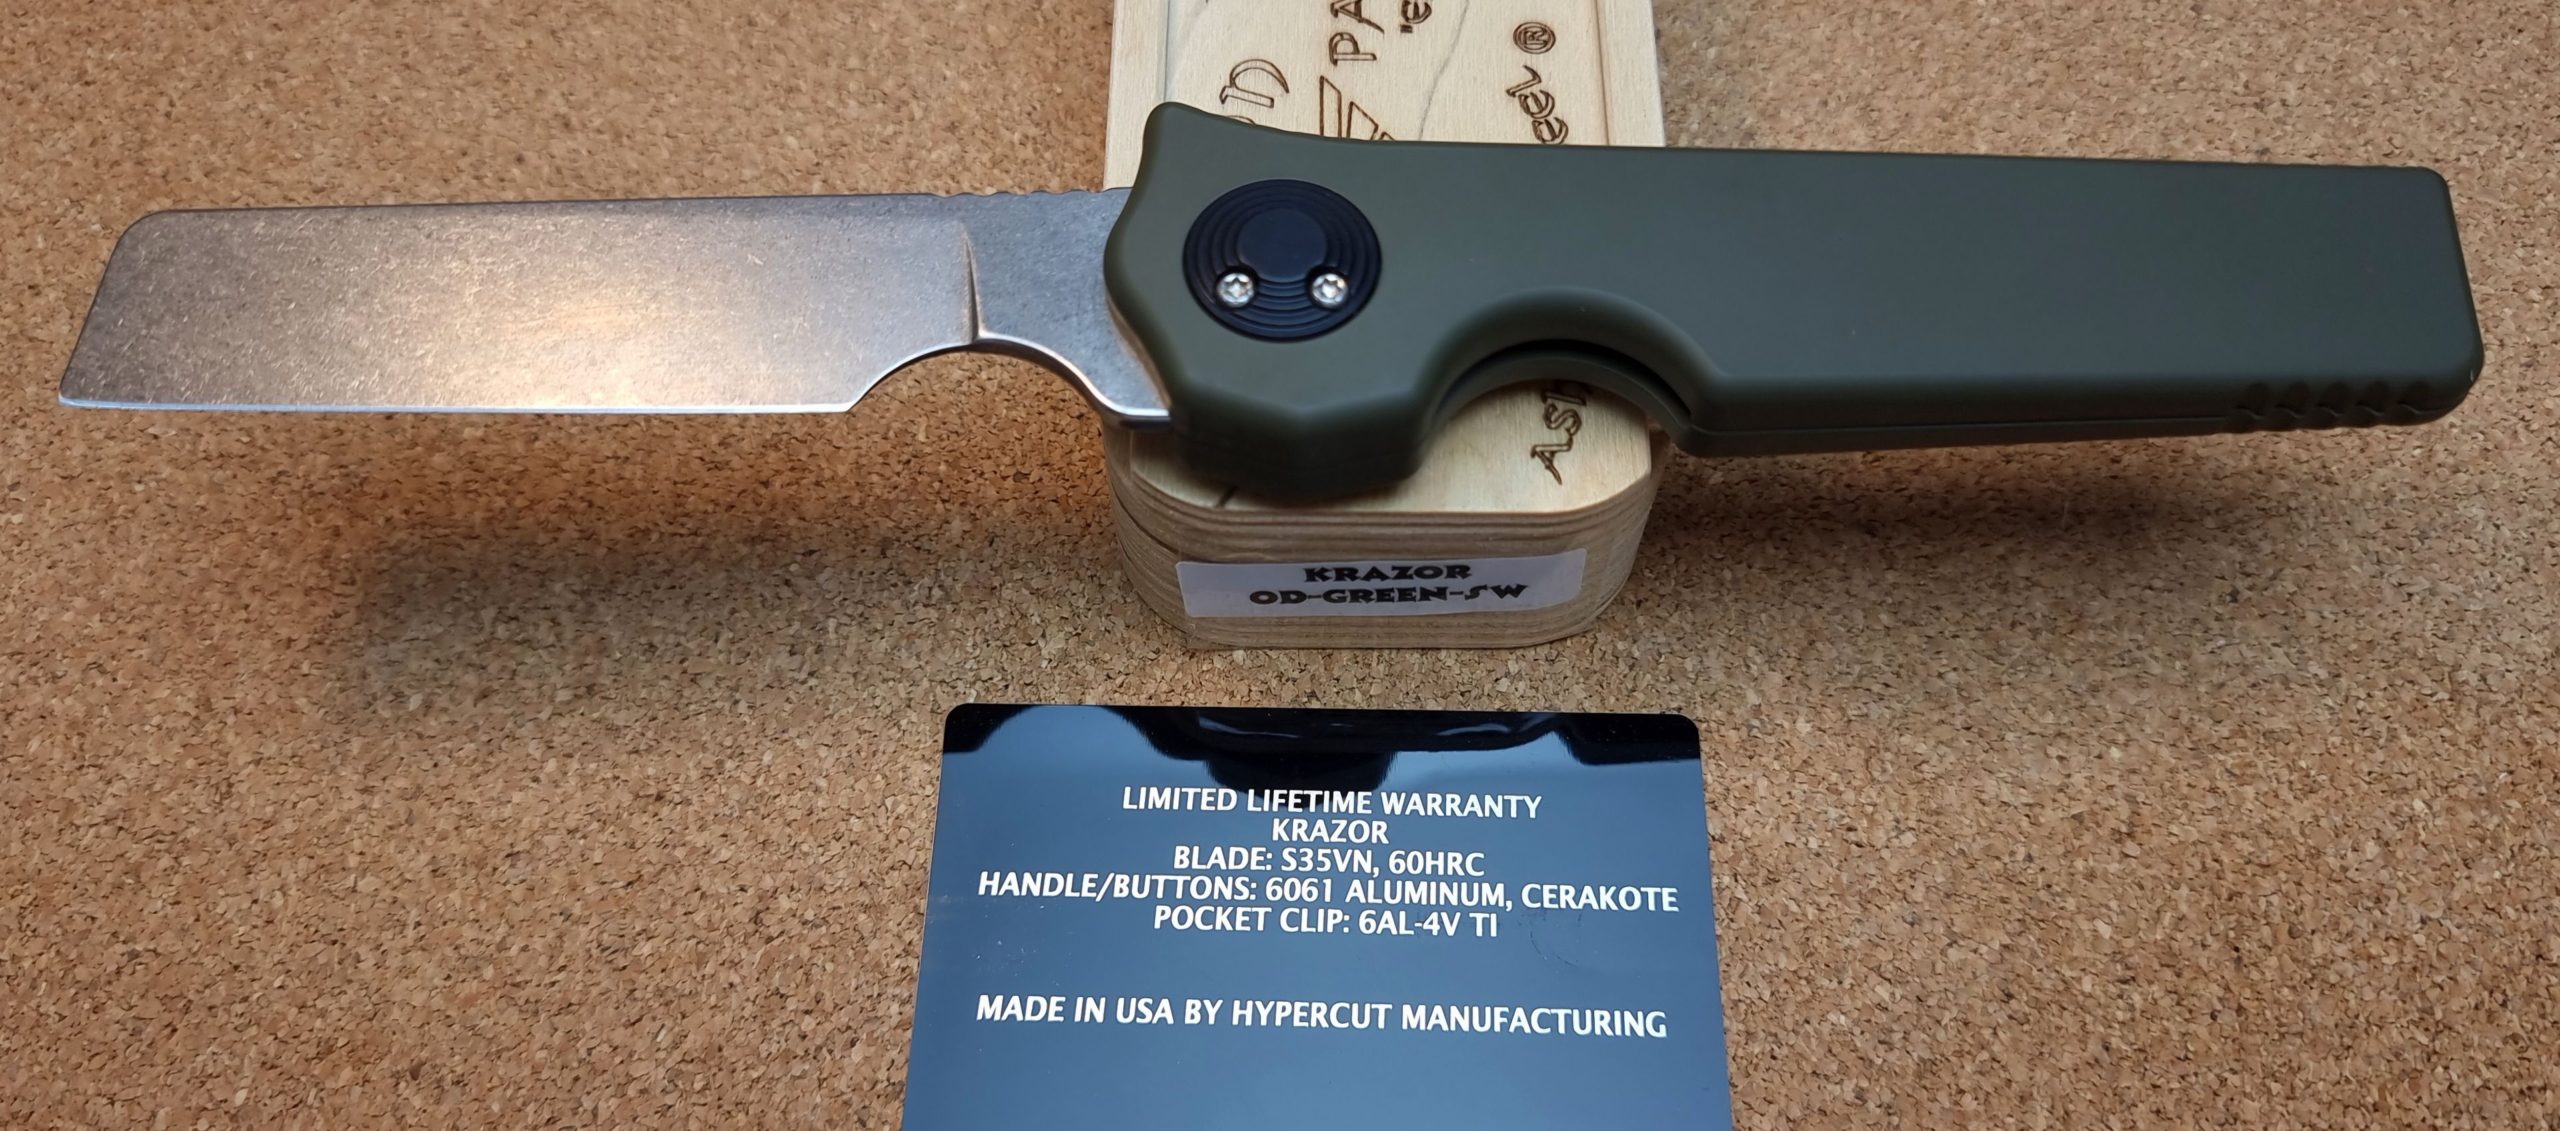 PA
KRAZOR
OD-GREEN-SW
LIMITED LIFETIME WARRANTY
KRAZOR
BLADE: S35VN, 60HRC
HANDLE/BUTTONS: 6061 ALUMINUM, CERAKOTE
POCKET CLIP: 6AL-4V TI
MADE IN USA BY HYPERCUT MANUFACTURING